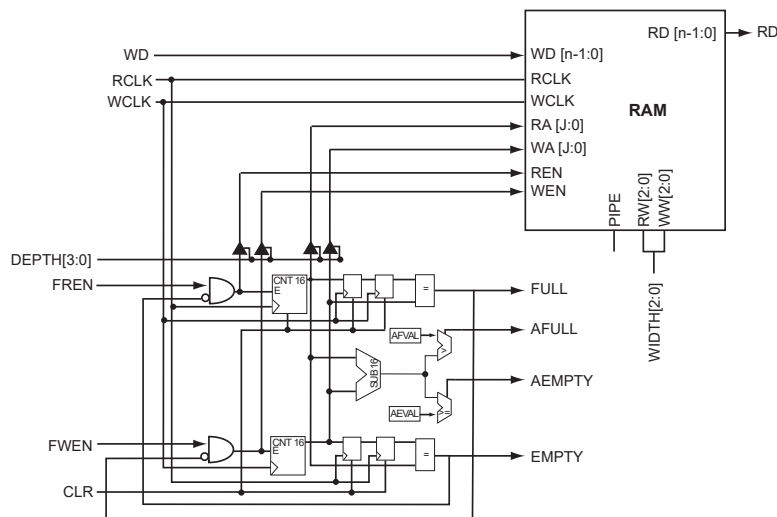 RD [n-1:0]
RD
WD
WD [n-1:0]
RCLK
RCLK
WCLK
WCLK
RAM
RA [J:0]
WA [J:0]
REN
WEN
PIPE
RW[2:0]
WW[2:0]
DEPTH[3:0]
FREN
CNT 16
E
=
FULL
WIDTH[2:0]
AFVAL
>
AFULL
SUB16
AEMPTY
AEVAL
>=
FWEN
CNT 16
E
=
EMPTY
CLR